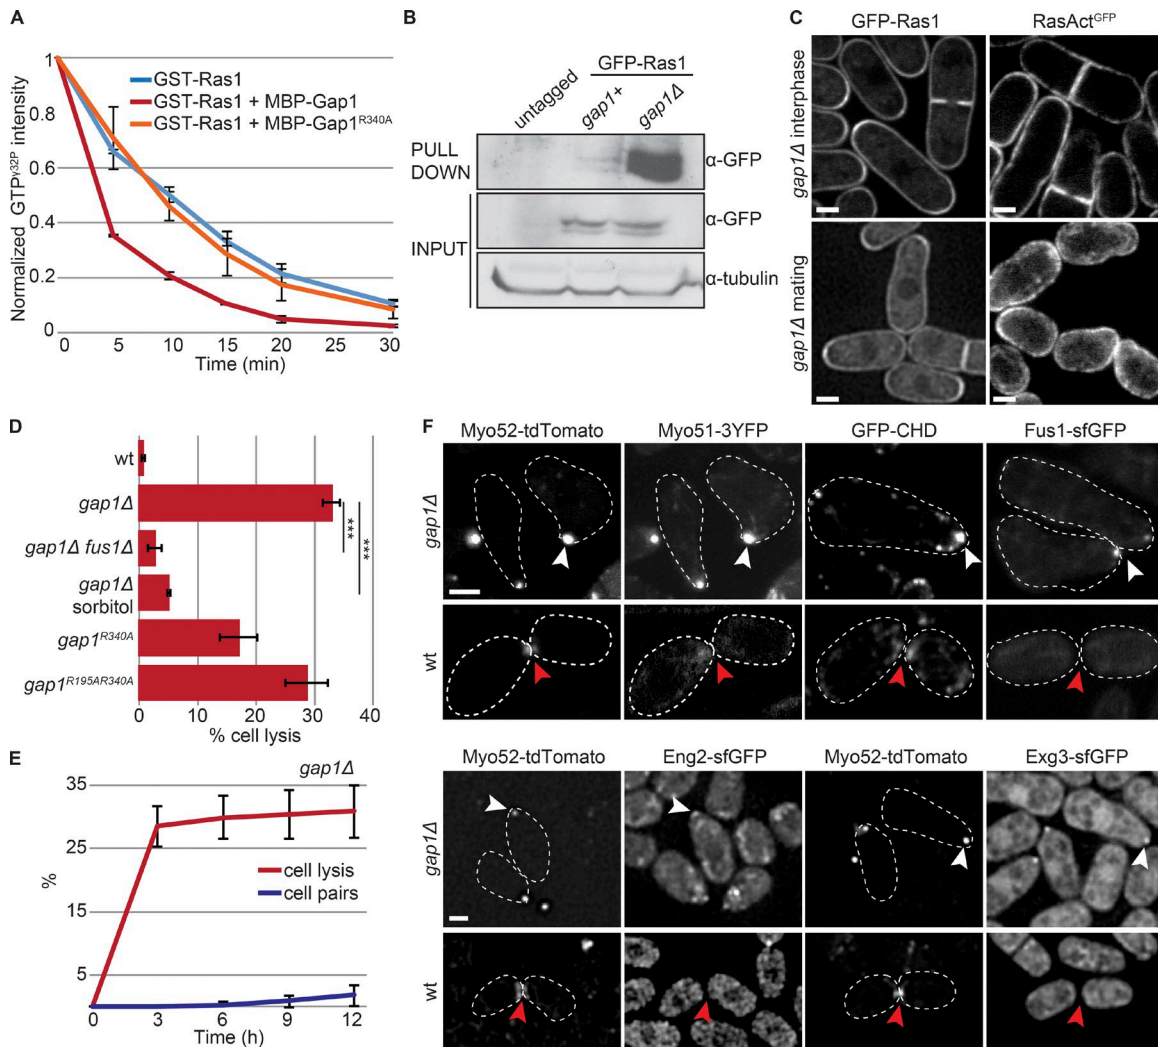 A
Normalized GTPγ32P intensity
1
0.8
0.6
0.4
0.2
0
GST-Ras1
GST-Ras1 + MBP-Gap1
GST-Ras1 + MBP-Gap1R340A
0 5 10 15 20 25 30
Time (min)
B
GFP-Ras1
untagged
gap1+
gap1Δ
PULL
DOWN
α-GFP
INPUT
α-GFP
α-tubulin
C
GFP-Ras1
RasActGFP
gap1Δ interphase
gap1Δ mating
D
wt
gap1Δ
gap1Δ fus1Δ
gap1Δ
sorbitol
gap1R340A
gap1R195AR340A
***
***
0 10 20 30 40
% cell lysis
E
gap1Δ
%
35
25
15
5
cell lysis
cell pairs
0 3 6 9 12
Time (h)
F
Myo52-tdTomato
Myo51-3YFP
GFP-CHD
Fus1-sfGFP
gap1Δ
wt
Myo52-tdTomato
Eng2-sfGFP
Myo52-tdTomato
Exg3-sfGFP
gap1Δ
wt